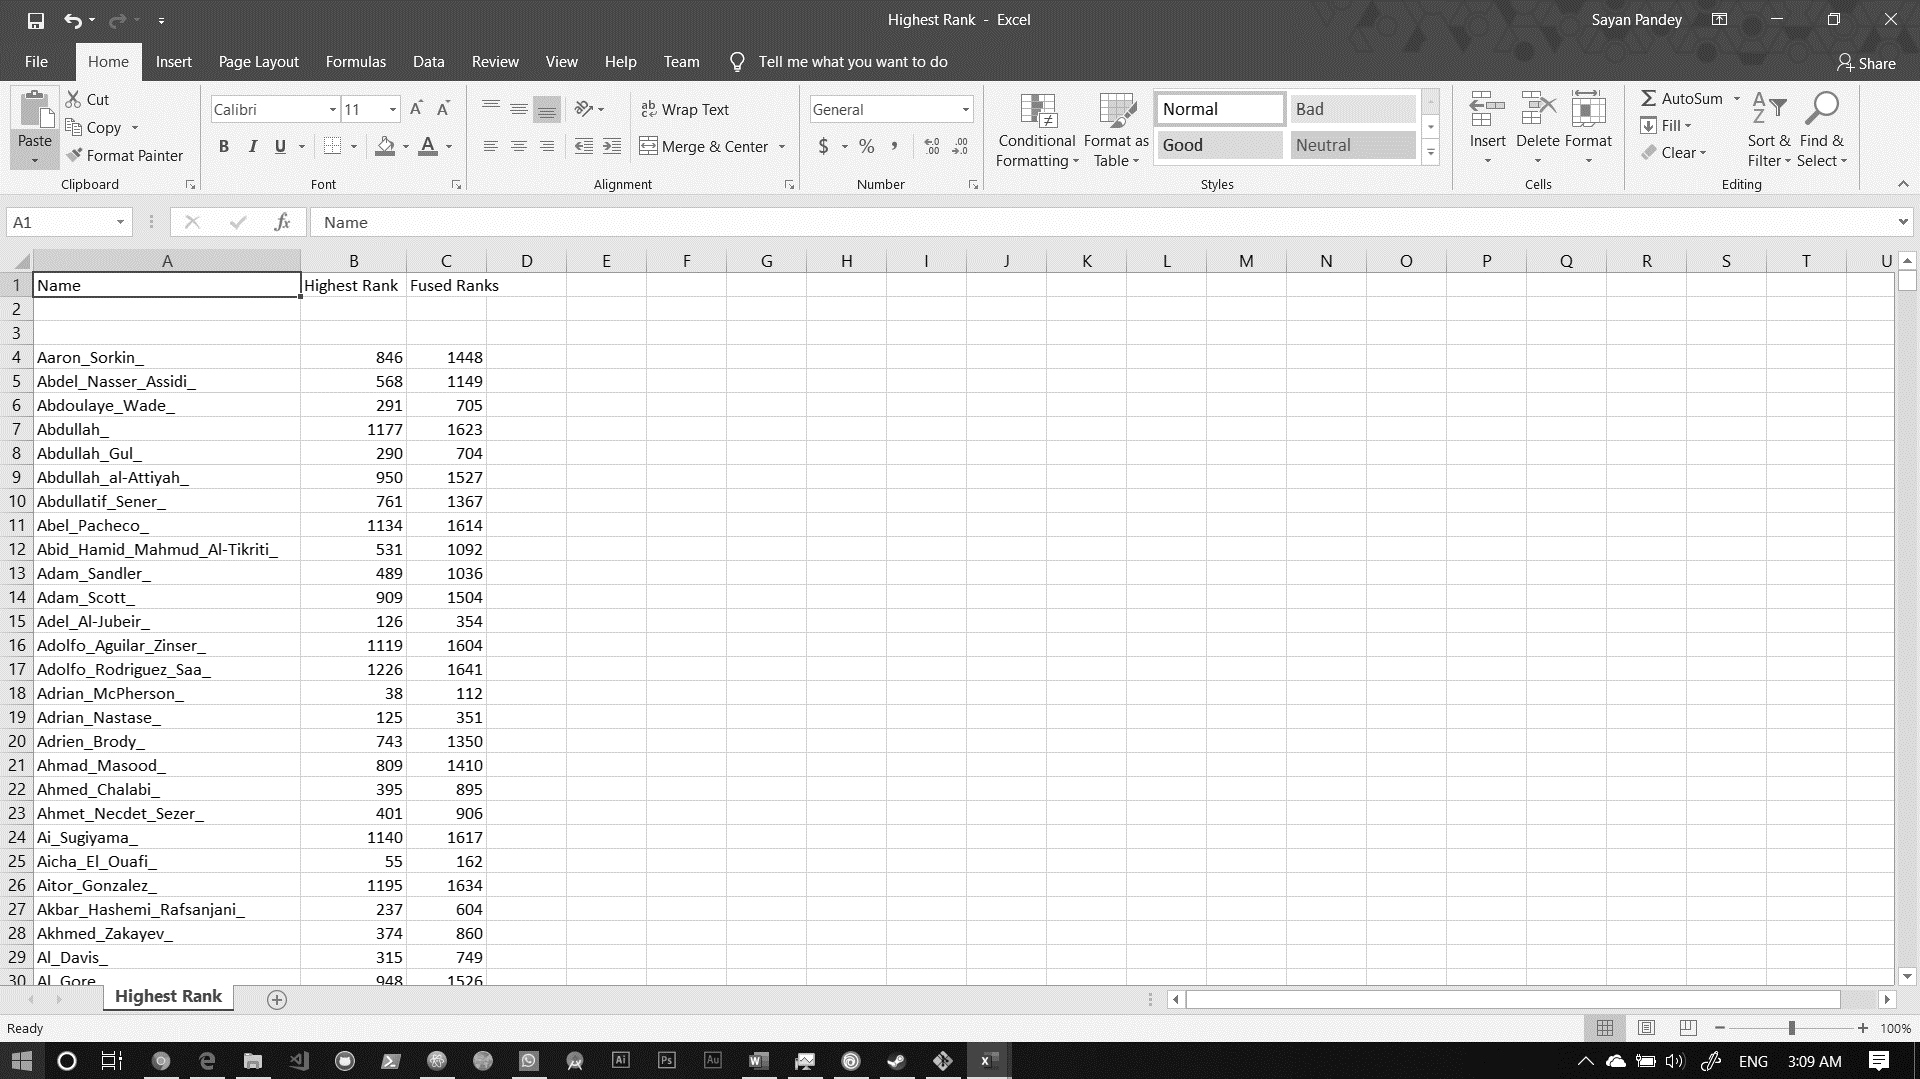 Highest Rank - Excel
Sayan Pandey
File Home Insert Page Layout Formulas Data Review View Help Team Tell me what you want to do Share
Paste
Cut
Copy
Format Painter
Clipboard
Calibri 11
B I U A
Font
ab Wrap Text
Merge & Center
Alignment
General
$ % ,
Number
Conditional Formatting
Format as Table
Normal Bad
Good Neutral
Styles
Insert Delete Format
Cells
AutoSum
Fill
Clear
Sort & Filter
Find & Select
Editing
A1 fx Name
A B C D E F G H I J K L M N O P Q R S T U
1 Name Highest Rank Fused Ranks
2
3
4 Aaron_Sorkin_ 846 1448
5 Abdel_Nasser_Assidi_ 568 1149
6 Abdoulaye_Wade_ 291 705
7 Abdullah_ 1177 1623
8 Abdullah_Gul_ 290 704
9 Abdullah_al-Attiyah_ 950 1527
10 Abdullatif_Sener_ 761 1367
11 Abel_Pacheco_ 1134 1614
12 Abid_Hamid_Mahmud_Al-Tikriti_ 531 1092
13 Adam_Sandler_ 489 1036
14 Adam_Scott_ 909 1504
15 Adel_Al-Jubeir_ 126 354
16 Adolfo_Aguilar_Zinser_ 1119 1604
17 Adolfo_Rodriguez_Saa_ 1226 1641
18 Adrian_McPherson_ 38 112
19 Adrian_Nastase_ 125 351
20 Adrien_Brody_ 743 1350
21 Ahmad_Masood_ 809 1410
22 Ahmed_Chalabi_ 395 895
23 Ahmet_Necdet_Sezer_ 401 906
24 Ai_Sugiyama_ 1140 1617
25 Aicha_El_Ouafi_ 55 162
26 Aitor_Gonzalez_ 1195 1634
27 Akbar_Hashemi_Rafsanjani_ 237 604
28 Akhmed_Zakayev_ 374 860
29 Al_Davis_ 315 749
30 Al_Gore_ 948 1526
Highest Rank
Ready
100%
Ai Ps Au
ENG 3:09 AM